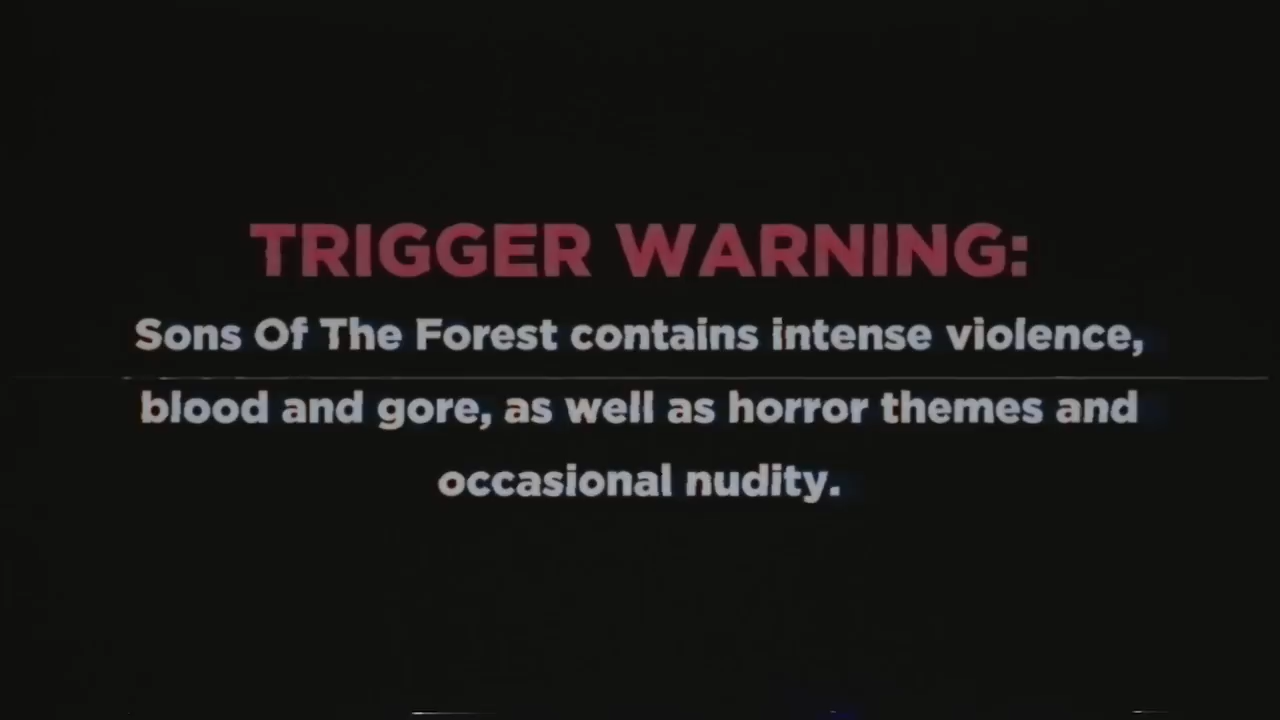 TRIGGER WARNING:
Sons Of The Forest contains intense violence,
blood and gore, as well as horror themes and
occasional nudity.